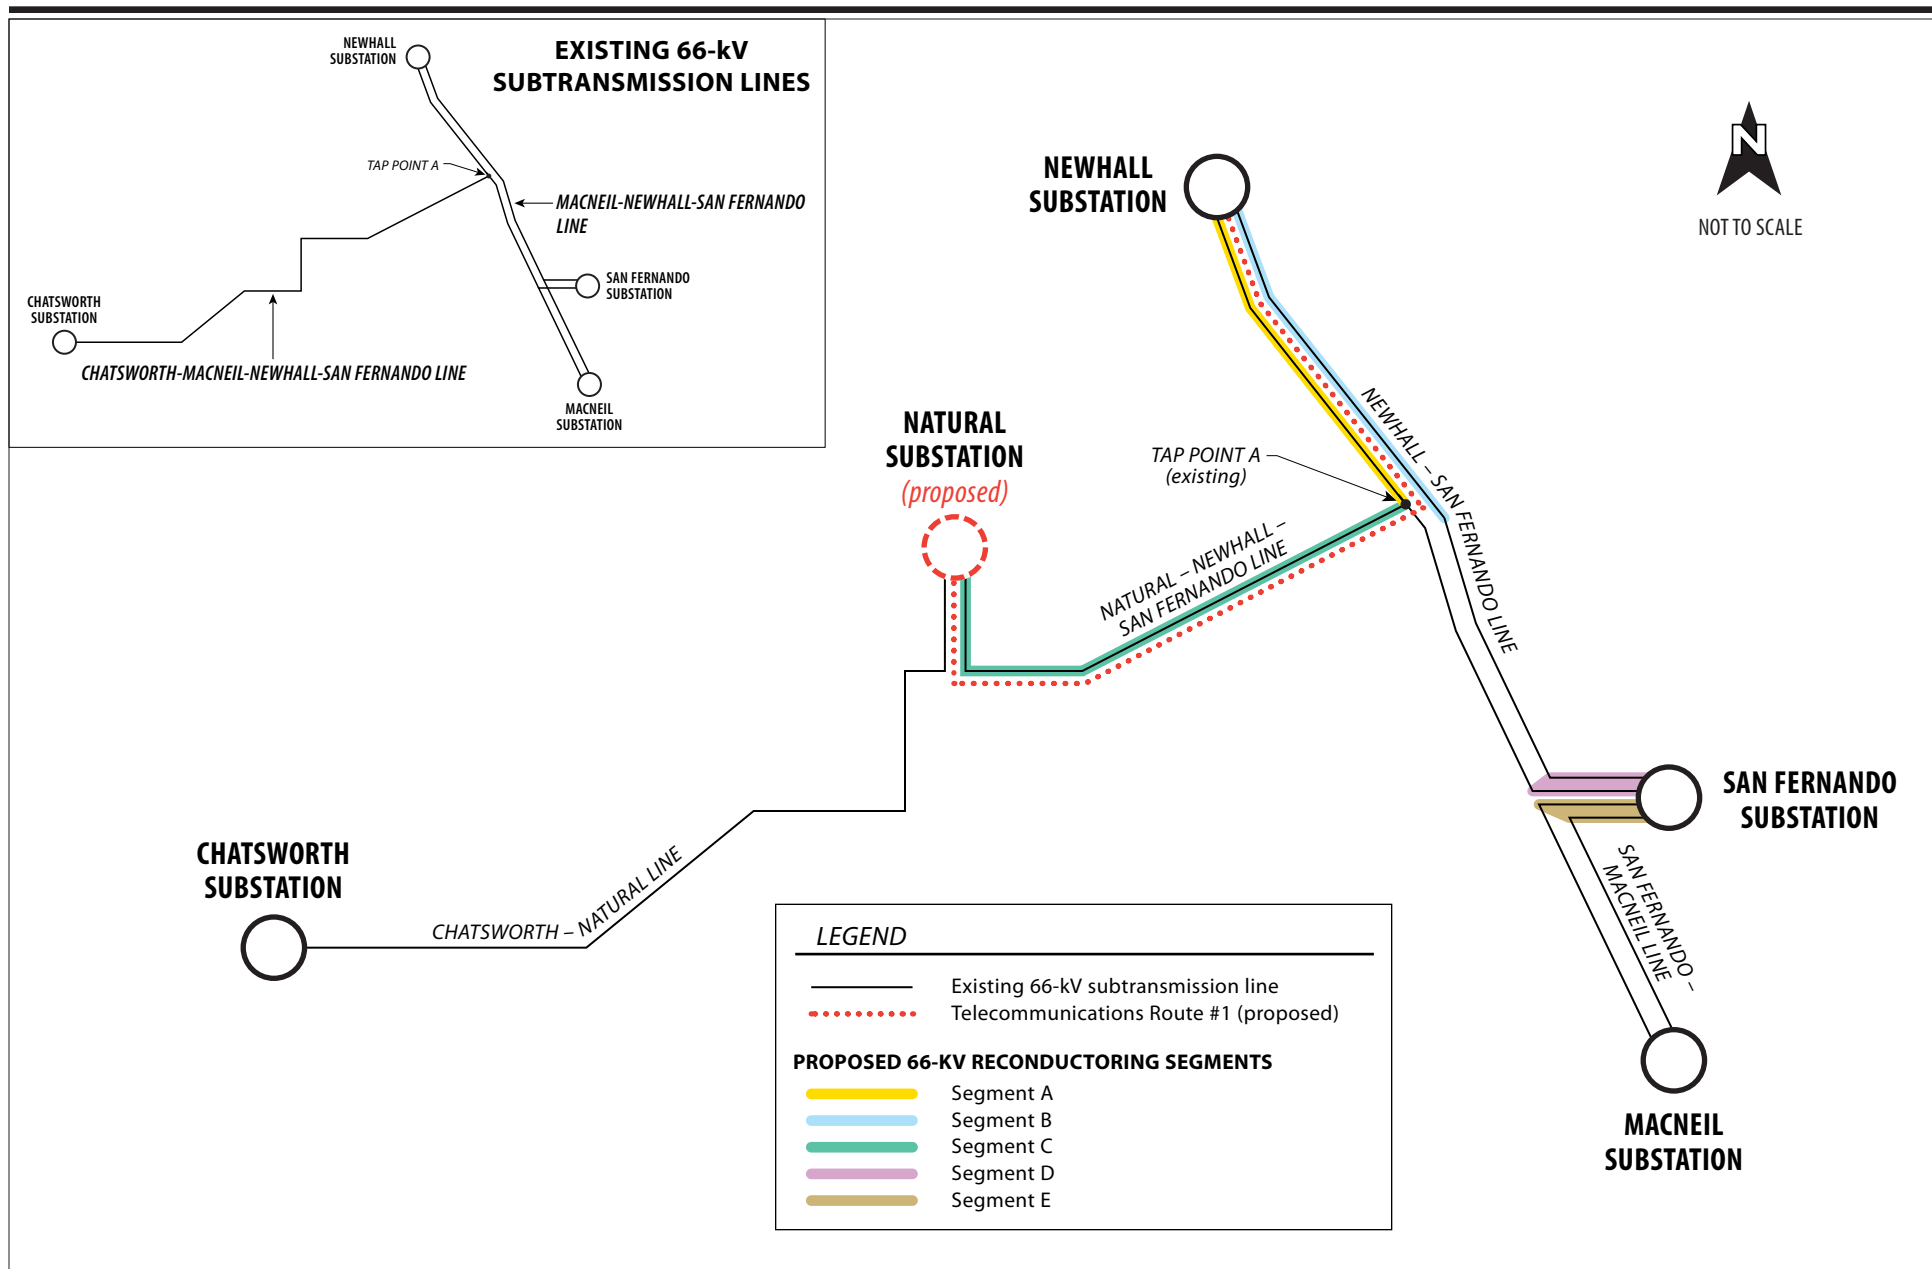 EXISTING 66-kV
SUBTRANSMISSION LINES
NEWHALL
SUBSTATION
TAP POINT A
MACNEIL-NEWHALL-SAN FERNANDO
LINE
SAN FERNANDO
SUBSTATION
CHATSWORTH
SUBSTATION
CHATSWORTH-MACNEIL-NEWHALL-SAN FERNANDO LINE
MACNEIL
SUBSTATION
N
NOT TO SCALE
NEWHALL
SUBSTATION
NATURAL
SUBSTATION
(proposed)
TAP POINT A
(existing)
NEWHALL – SAN FERNANDO LINE
NATURAL – NEWHALL –
SAN FERNANDO LINE
SAN FERNANDO
SUBSTATION
CHATSWORTH
SUBSTATION
CHATSWORTH – NATURAL LINE
SAN FERNANDO –
MACNEIL LINE
MACNEIL
SUBSTATION
LEGEND
Existing 66-kV subtransmission line
Telecommunications Route #1 (proposed)
PROPOSED 66-KV RECONDUCTORING SEGMENTS
Segment A
Segment B
Segment C
Segment D
Segment E